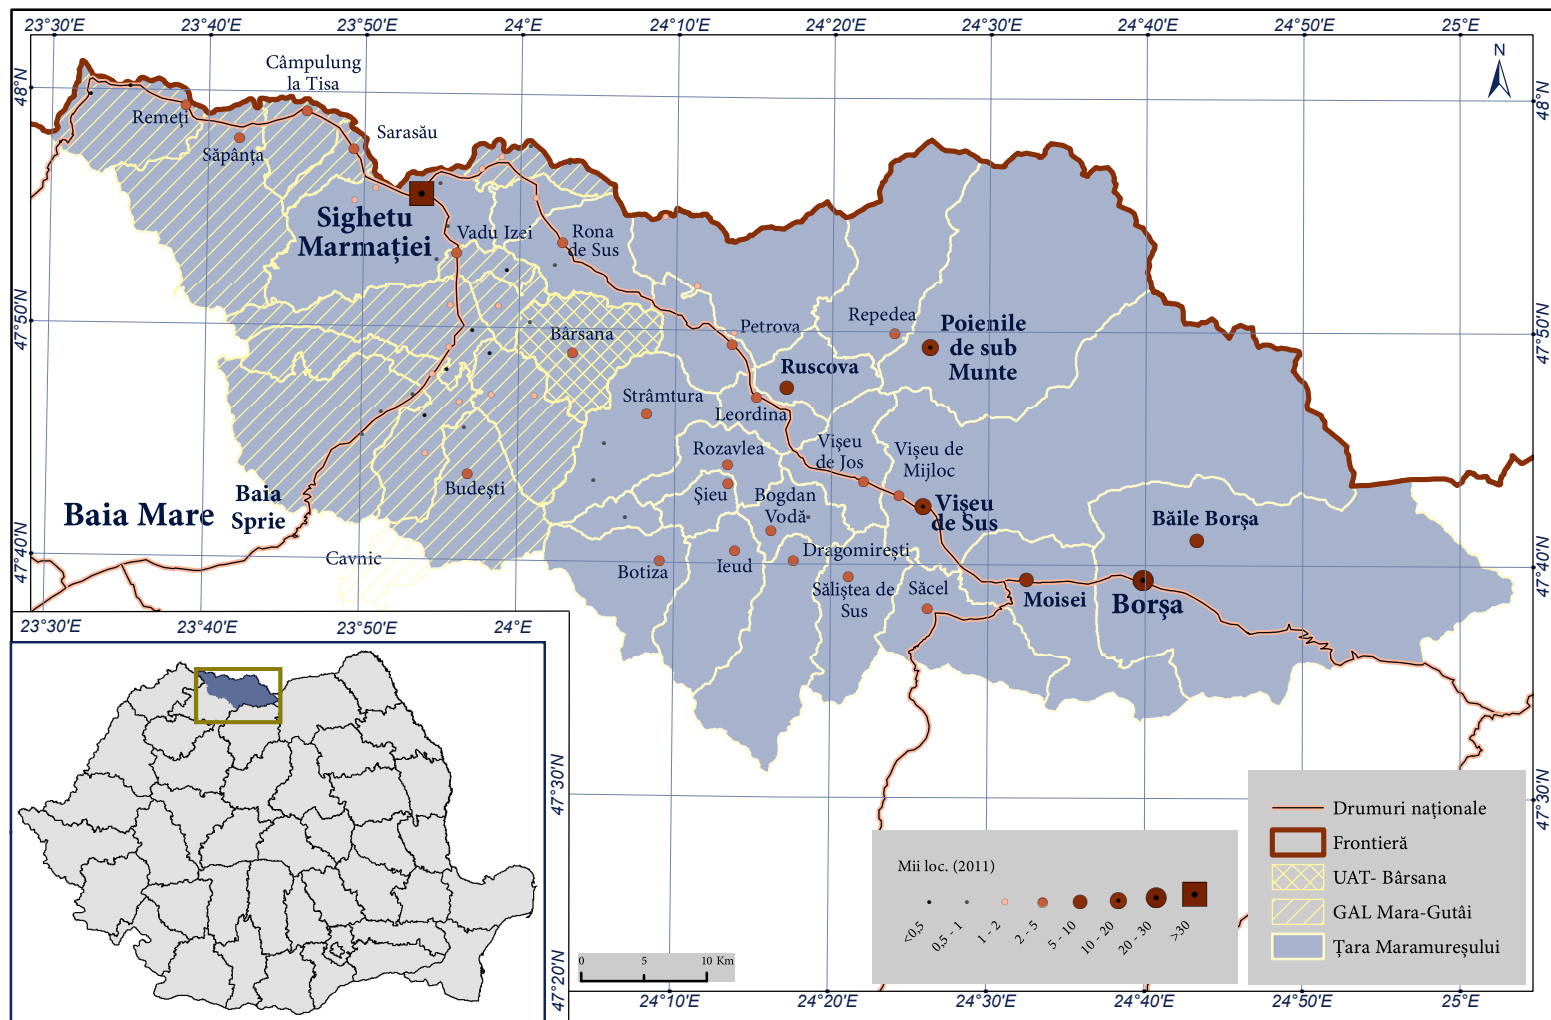 23°30'E 23°40'E 23°50'E 24°E 24°10'E 24°20'E 24°30'E 24°40'E 24°50'E 25°E
N
48°N
48°N
Câmpulung
la Tisa
Remeți
Săpânța
Sarasău
Sighetu
Marmației
Vadu Izei
Rona
de Sus
47°50'N
47°50'N
Bârsana
Petrova
Repedea
Poienile
de sub
Munte
Ruscova
Strâmtura
Leordina
Rozavlea
Vișeu
de Jos
Vișeu de
Mijloc
Șieu
Bogdan
Vodă
Vișeu
de Sus
Budești
Baia Mare
Baia
Sprie
Cavnic
Băile Borșa
47°40'N
47°40'N
Botiza
Ieud
Dragomirești
Săliștea de
Sus
Săcel
Moisei
Borșa
23°30'E 23°40'E 23°50'E 24°E
47°30'N
47°30'N
47°20'N
Drumuri naționale
Frontieră
UAT- Bârsana
GAL Mara-Gutâi
Țara Maramureșului
Mii loc. (2011)
<0,5
0,5 - 1
1 - 2
2 - 5
5 - 10
10 - 20
20 - 30
>30
0 5 10 Km
24°10'E 24°20'E 24°30'E 24°40'E 24°50'E 25°E